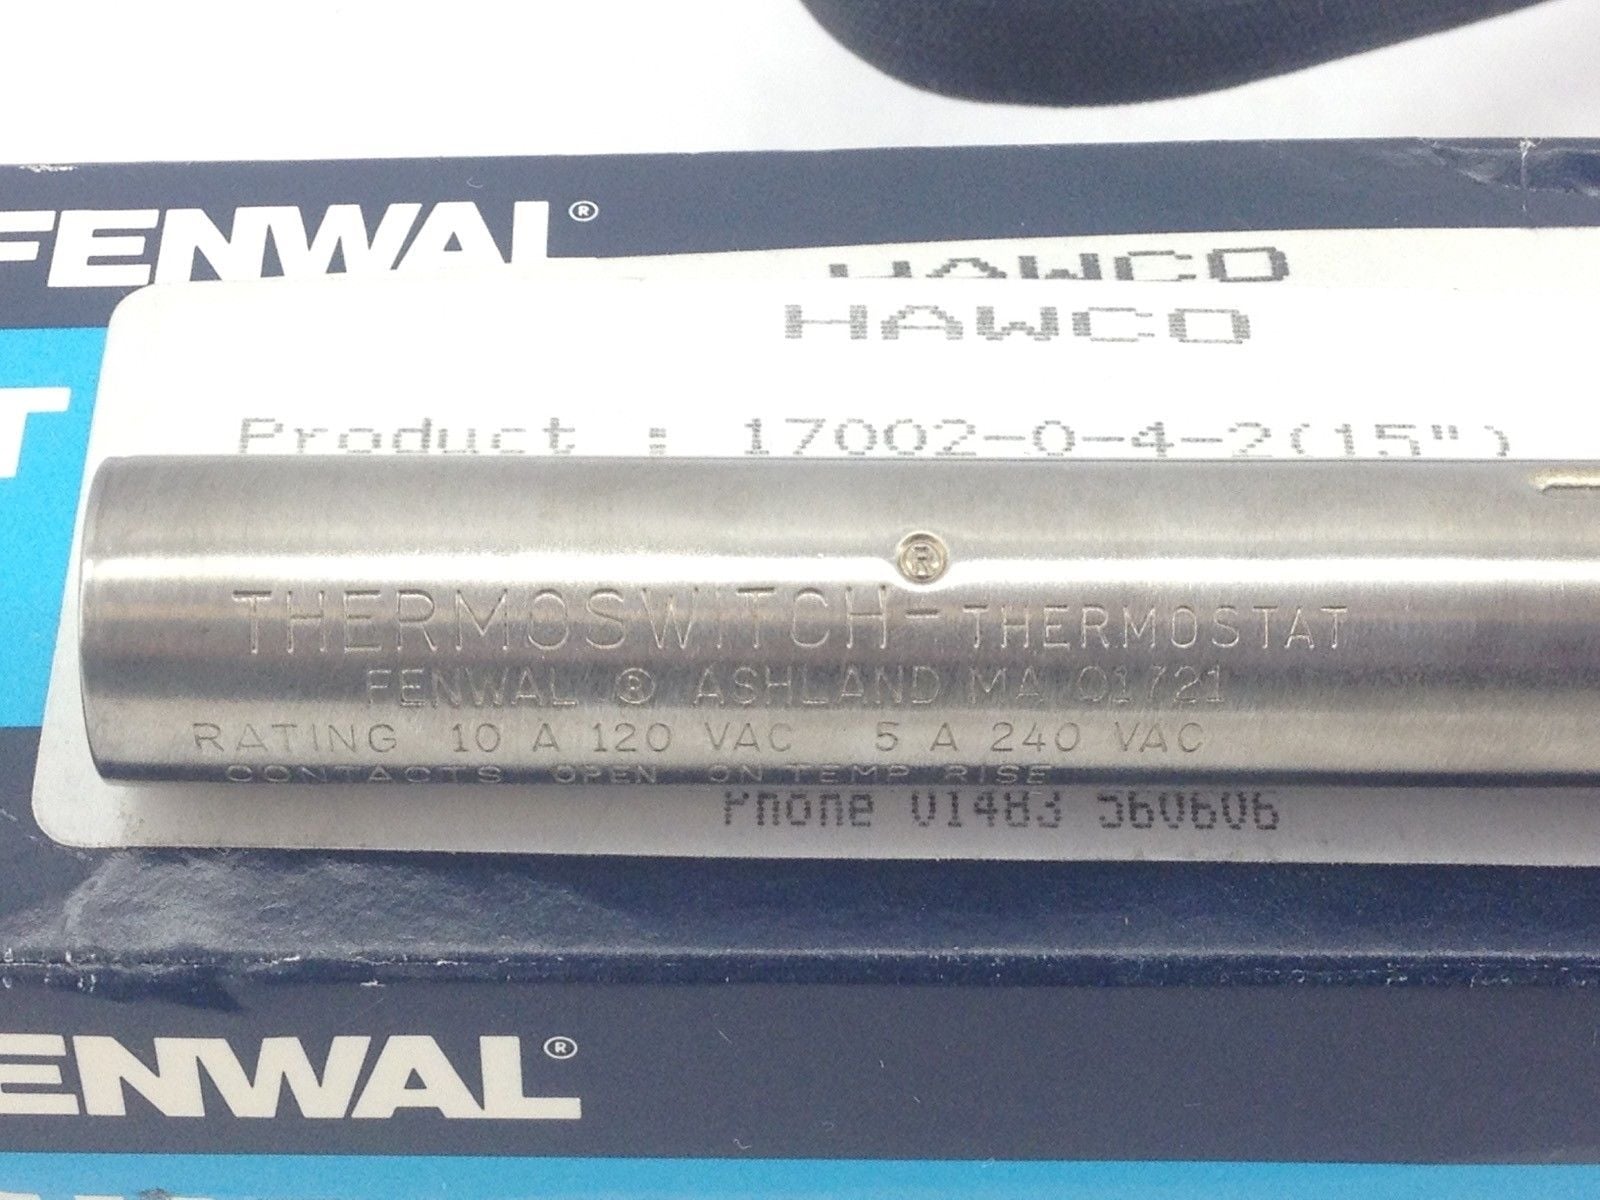 FENWAL®
HAWCO
HAWCO
T
Product : 17002-0-4-2(15")
®
THERMOSWITCH - THERMOSTAT
FENWAL ® ASHLAND MA 01721
RATING 10 A 120 VAC 5 A 240 VAC
CONTACTS OPEN ON TEMP RISE
Phone 01483 560606
ENWAL®